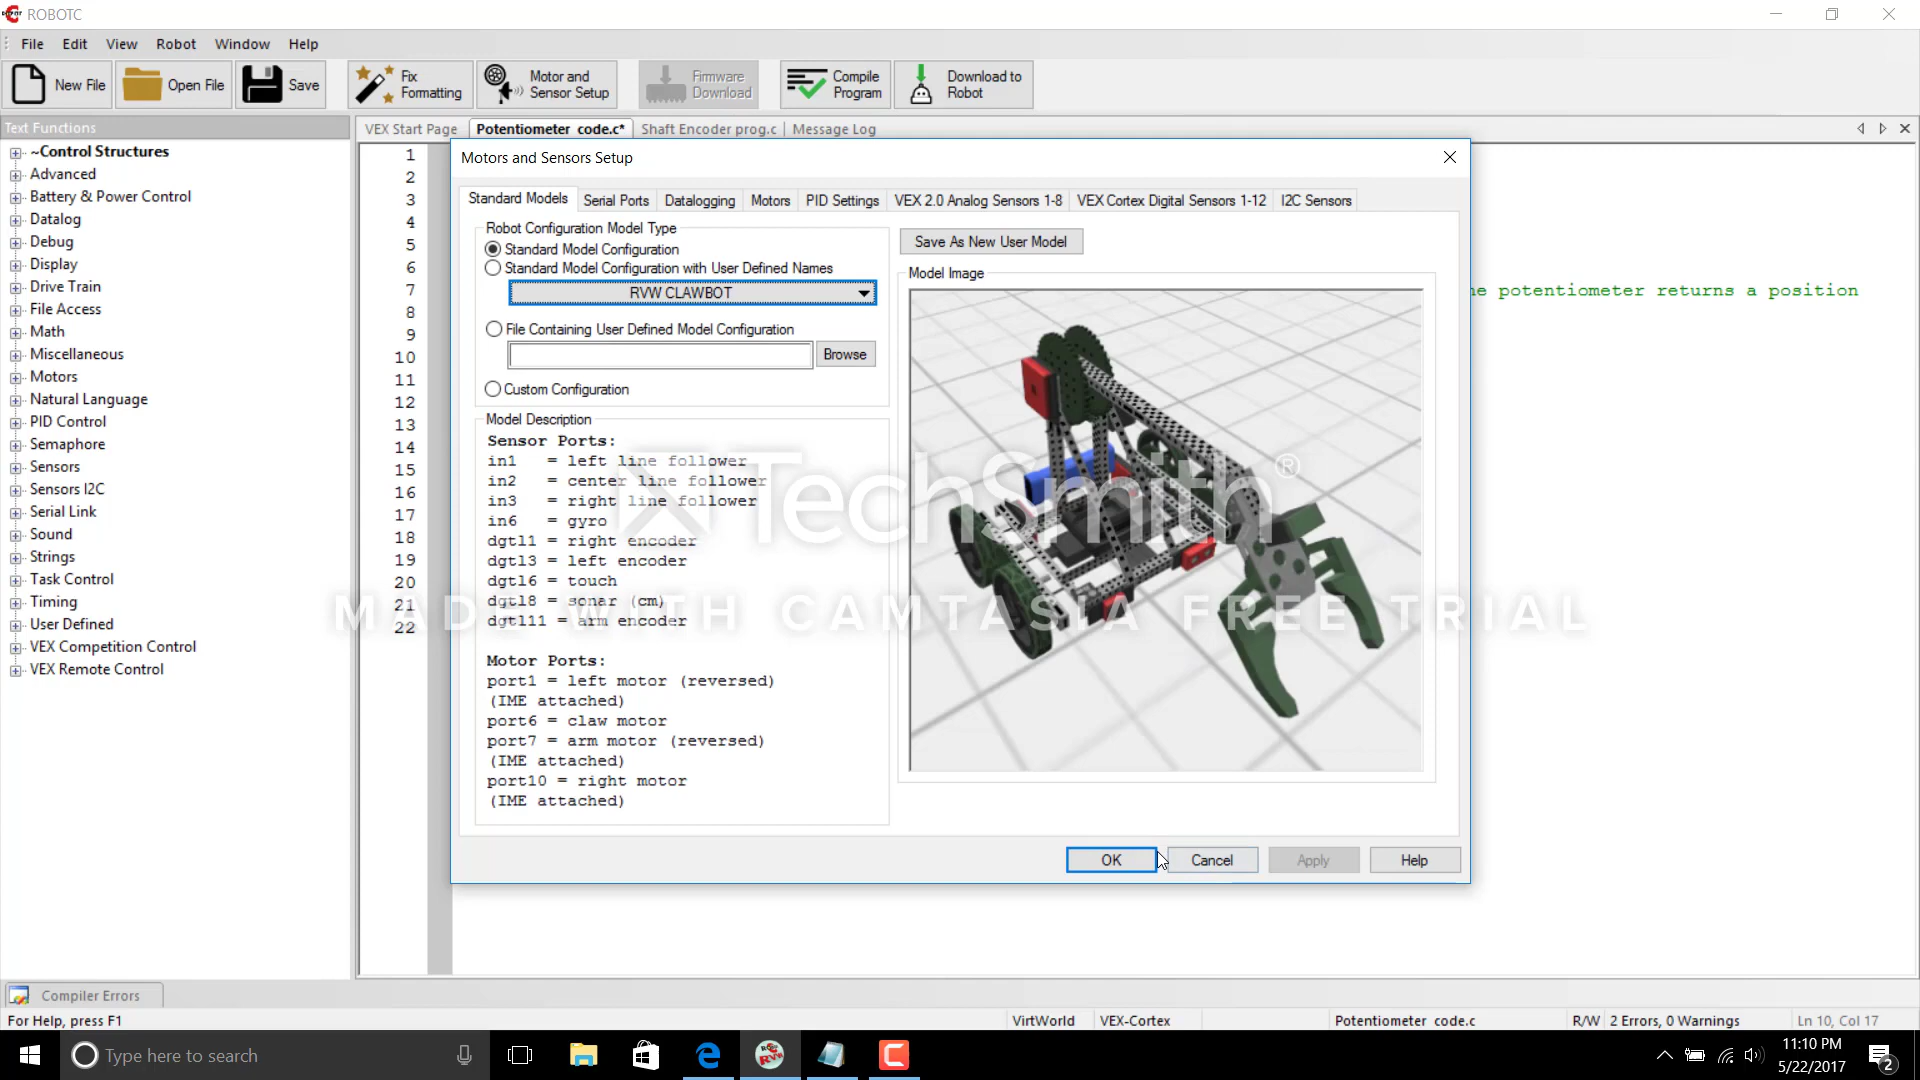 ROBOTC
File Edit View Robot Window Help
New File Open File Save Fix Formatting Motor and Sensor Setup Firmware Download Compile Program Download to Robot
Text Functions
VEX Start Page Potentiometer code.c* Shaft Encoder prog.c Message Log
~Control Structures
Advanced
Battery & Power Control
Datalog
Debug
Display
Drive Train
File Access
Math
Miscellaneous
Motors
Natural Language
PID Control
Semaphore
Sensors
Sensors I2C
Serial Link
Sound
Strings
Task Control
Timing
User Defined
VEX Competition Control
VEX Remote Control
1
2
3
4
5
6
7
8
9
10
11
12
13
14
15
16
17
18
19
20
21
22
he potentiometer returns a position
Motors and Sensors Setup
Standard Models Serial Ports Datalogging Motors PID Settings VEX 2.0 Analog Sensors 1-8 VEX Cortex Digital Sensors 1-12 I2C Sensors
Robot Configuration Model Type
Standard Model Configuration
Standard Model Configuration with User Defined Names
RVW CLAWBOT
File Containing User Defined Model Configuration
Browse
Custom Configuration
Save As New User Model
Model Image
Model Description
Sensor Ports:
in1 = left line follower
in2 = center line follower
in3 = right line follower
in6 = gyro
dgtl1 = right encoder
dgtl3 = left encoder
dgtl6 = touch
dgtl8 = sonar (cm)
dgtl11 = arm encoder
Motor Ports:
port1 = left motor (reversed)
(IME attached)
port6 = claw motor
port7 = arm motor (reversed)
(IME attached)
port10 = right motor
(IME attached)
TechSmith®
MADE WITH CAMTASIA FREE TRIAL
OK Cancel Apply Help
Compiler Errors
For Help, press F1 VirtWorld VEX-Cortex Potentiometer code.c R/W 2 Errors, 0 Warnings Ln 10, Col 17
Type here to search
11:10 PM
5/22/2017
2